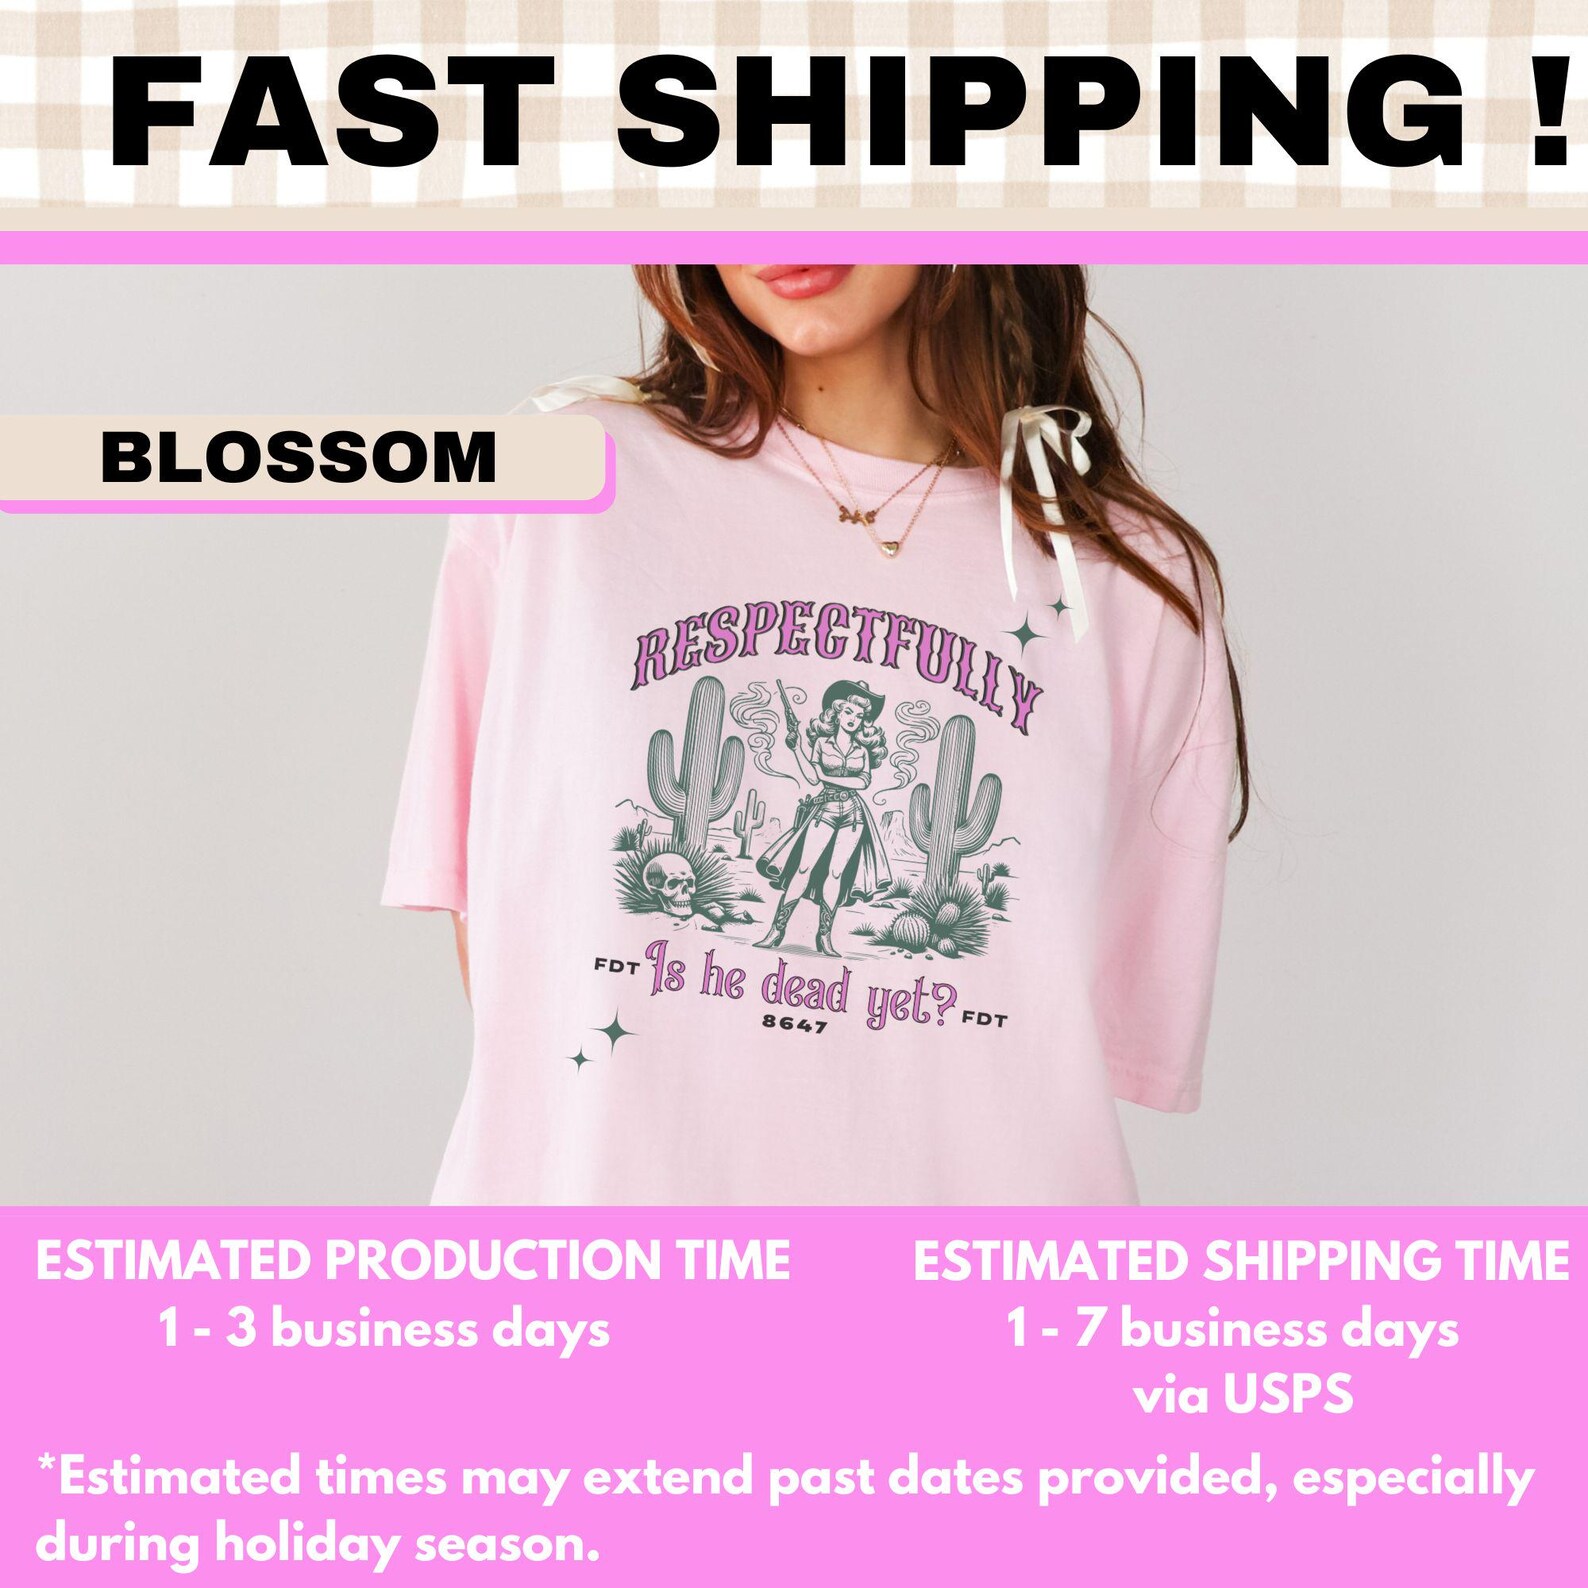 FAST SHIPPING !
BLOSSOM
RESPECTFULLY
FDT Is he dead yet? FDT
8647
ESTIMATED PRODUCTION TIME
1 - 3 business days
ESTIMATED SHIPPING TIME
1 - 7 business days
via USPS
*Estimated times may extend past dates provided, especially
during holiday season.